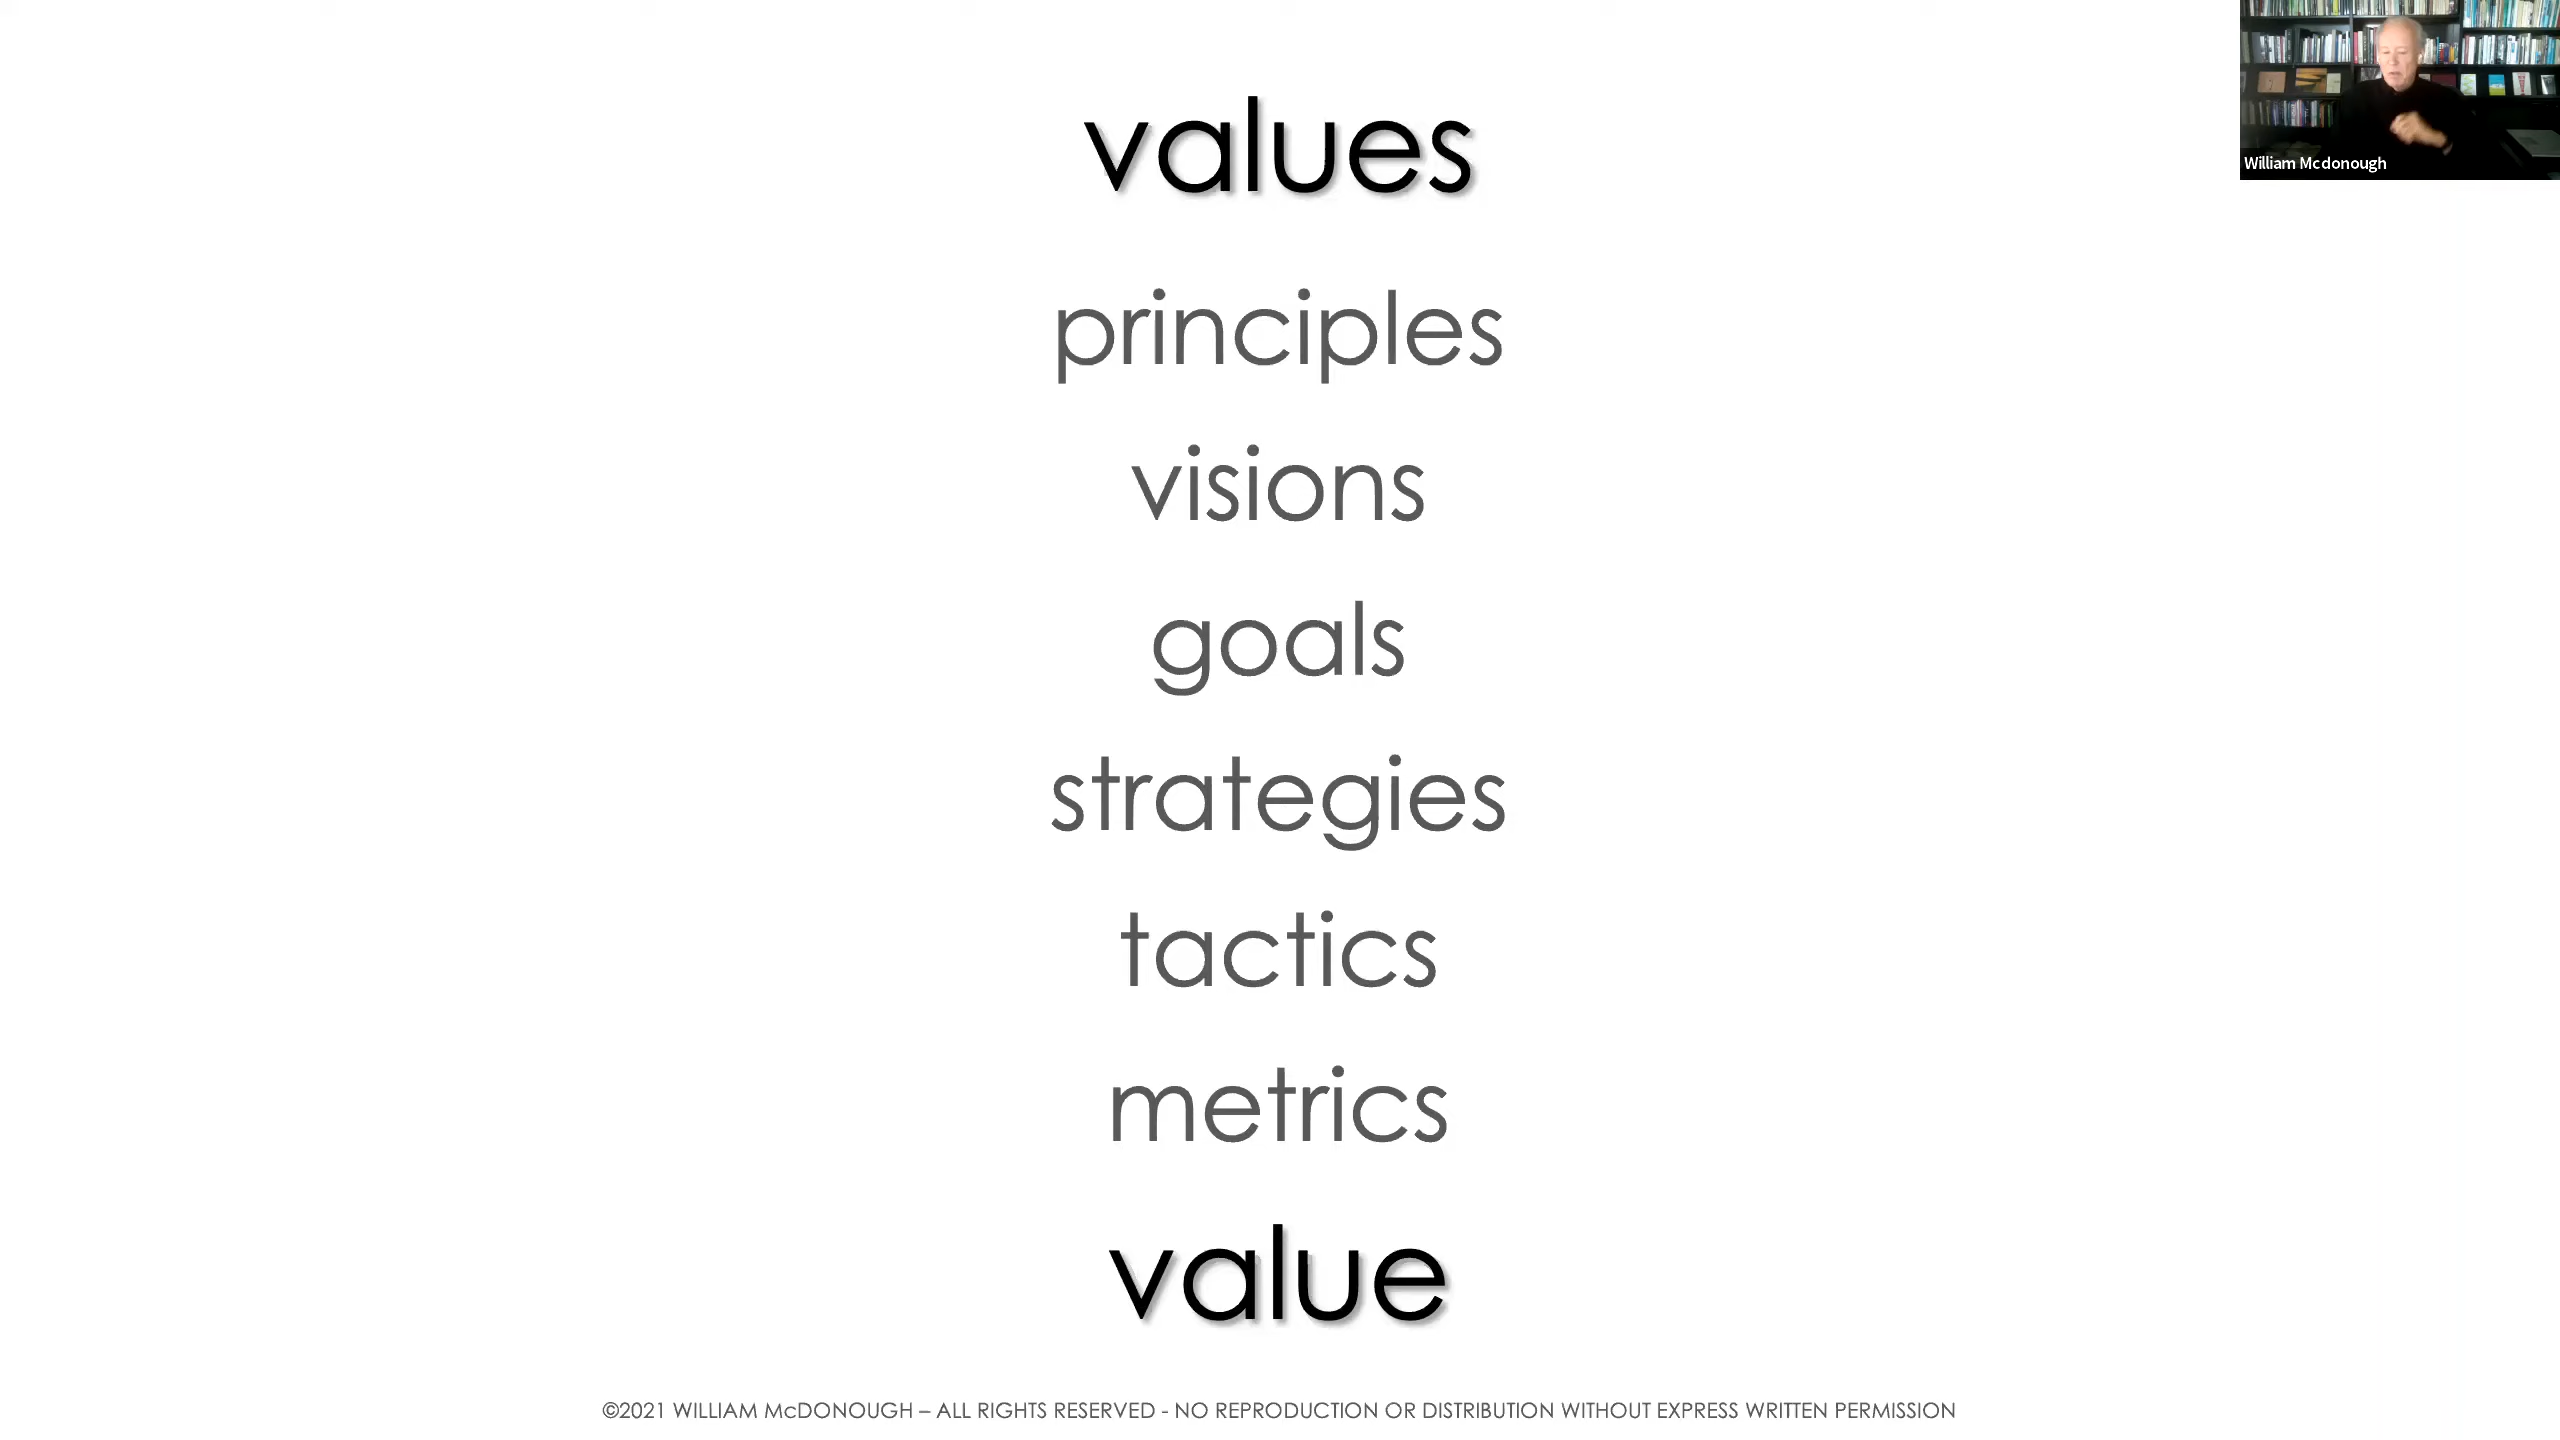 values
William Mcdonough
principles
visions
goals
strategies
tactics
metrics
value
©2021 WILLIAM McDONOUGH – ALL RIGHTS RESERVED - NO REPRODUCTION OR DISTRIBUTION WITHOUT EXPRESS WRITTEN PERMISSION